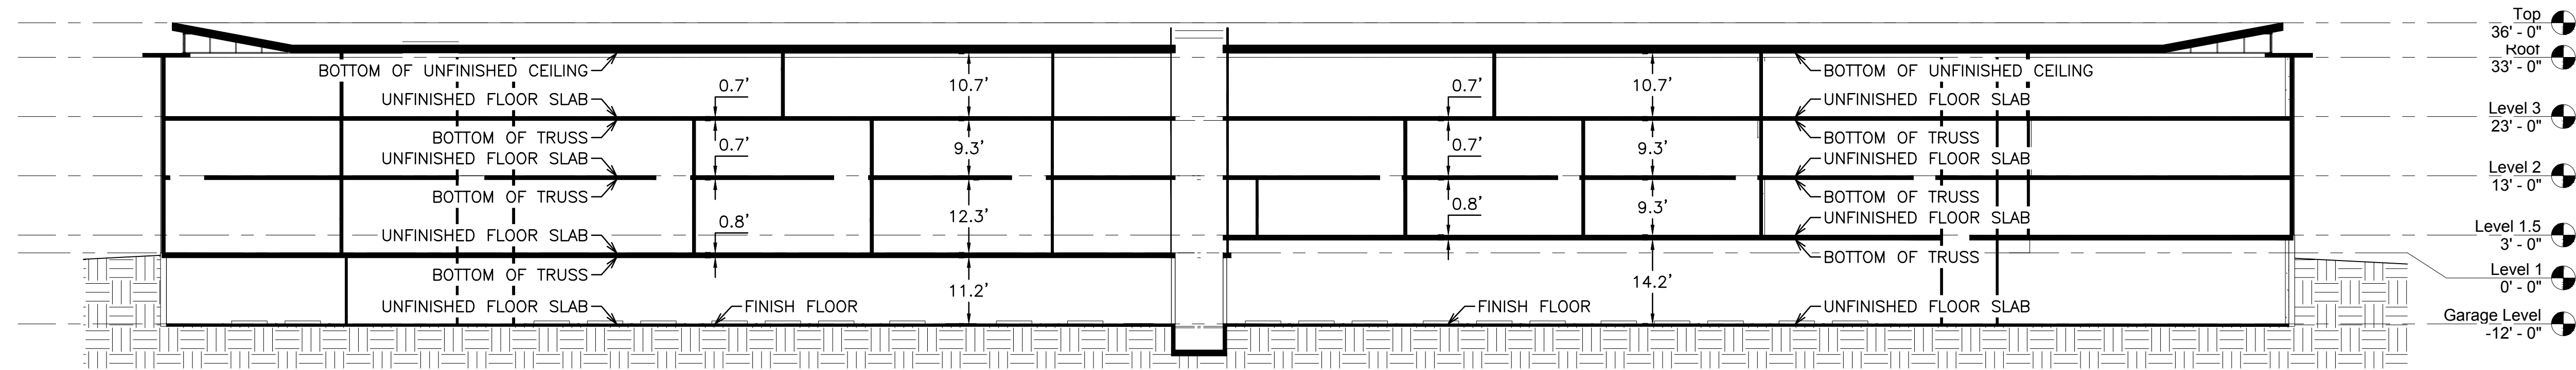 Top
36' - 0"
Roof
33' - 0"
BOTTOM OF UNFINISHED CEILING
BOTTOM OF UNFINISHED CEILING
0.7'
10.7'
0.7'
10.7'
UNFINISHED FLOOR SLAB
UNFINISHED FLOOR SLAB
Level 3
23' - 0"
BOTTOM OF TRUSS
BOTTOM OF TRUSS
0.7'
9.3'
0.7'
9.3'
UNFINISHED FLOOR SLAB
UNFINISHED FLOOR SLAB
Level 2
13' - 0"
BOTTOM OF TRUSS
BOTTOM OF TRUSS
0.8'
12.3'
0.8'
9.3'
UNFINISHED FLOOR SLAB
UNFINISHED FLOOR SLAB
Level 1.5
3' - 0"
BOTTOM OF TRUSS
BOTTOM OF TRUSS
Level 1
0' - 0"
11.2'
14.2'
UNFINISHED FLOOR SLAB
FINISH FLOOR
FINISH FLOOR
UNFINISHED FLOOR SLAB
Garage Level
-12' - 0"